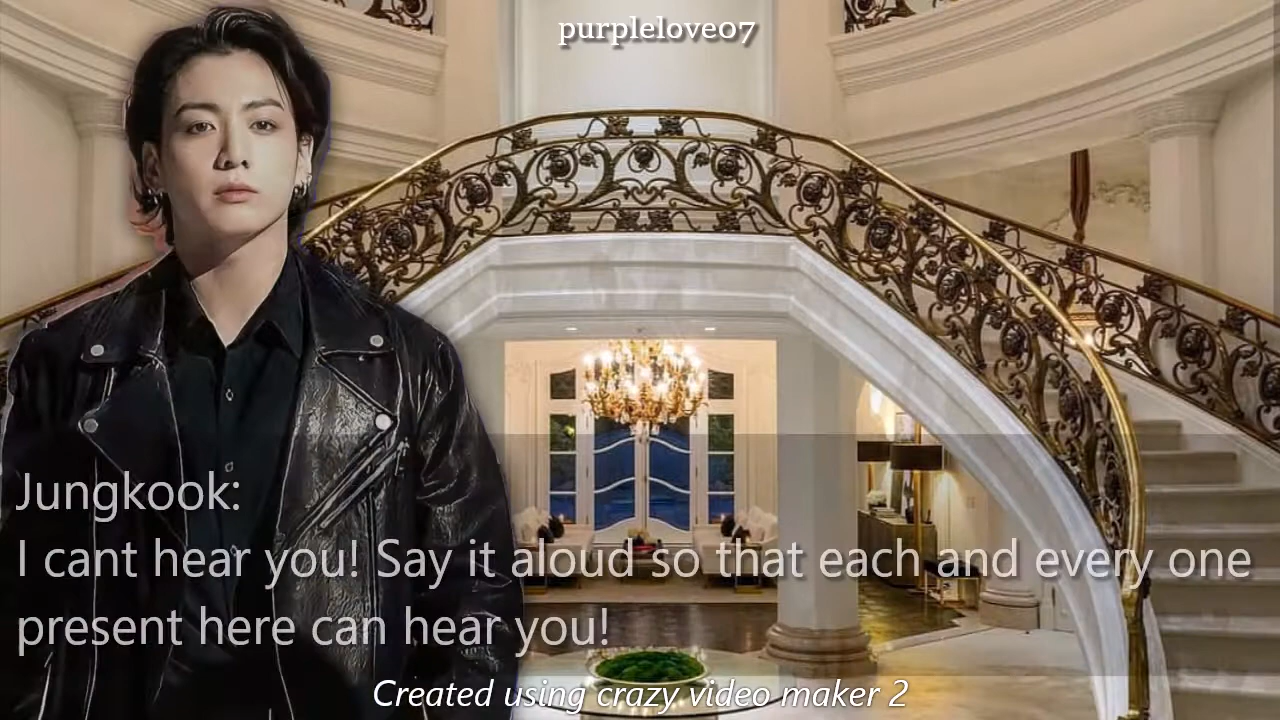 purplelove07
Jungkook:
I cant hear you! Say it aloud so that each and every one
present here can hear you!
Created using crazy video maker 2